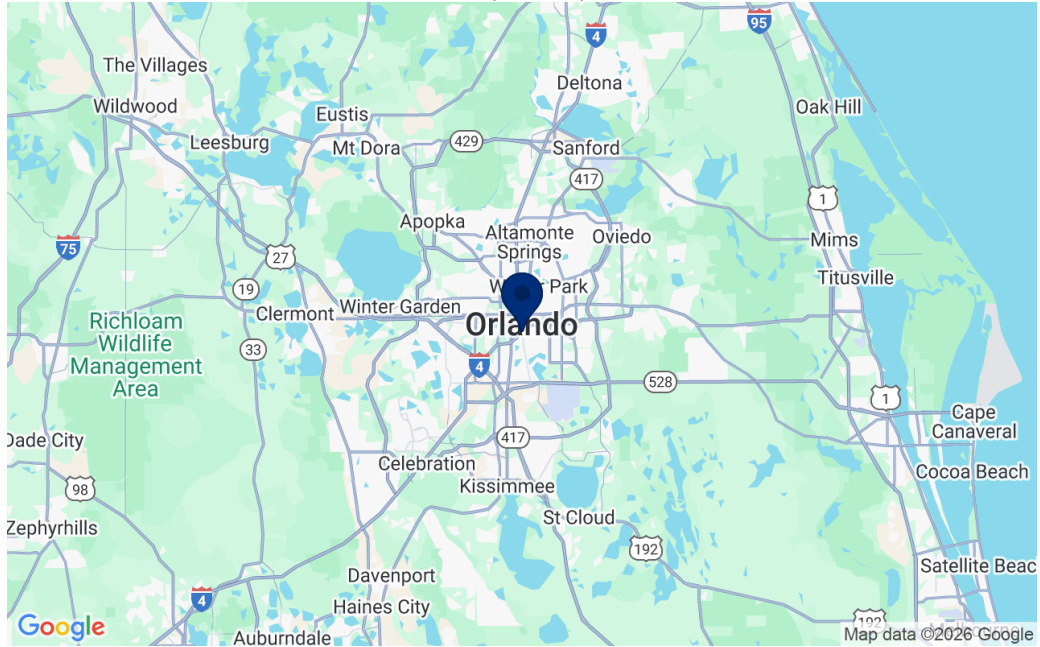 4
95
The Villages
Deltona
Wildwood
Oak Hill
Eustis
Leesburg
429
Mt Dora
Sanford
417
1
Apopka
Altamonte
Springs
Oviedo
Mims
75
27
Titusville
Park
19
Winter Garden
Clermont
Richloam
Wildlife
Management
Area
Orlando
33
4
528
1
Cape
Canaveral
Dade City
417
Celebration
Cocoa Beach
Kissimmee
98
St Cloud
Zephyrhills
192
Satellite Beac
Davenport
4
Haines City
192
Google
Auburndale
Map data ©2026 Google